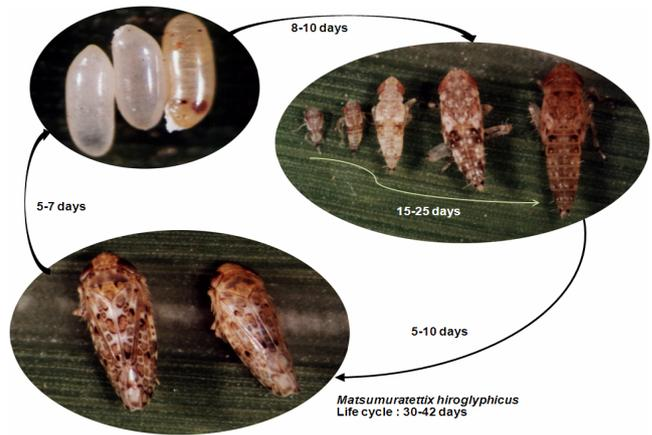 8-10 days
15-25 days
5-7 days
5-10 days
Matsumuratettix hiroglyphicus
Life cycle : 30-42 days